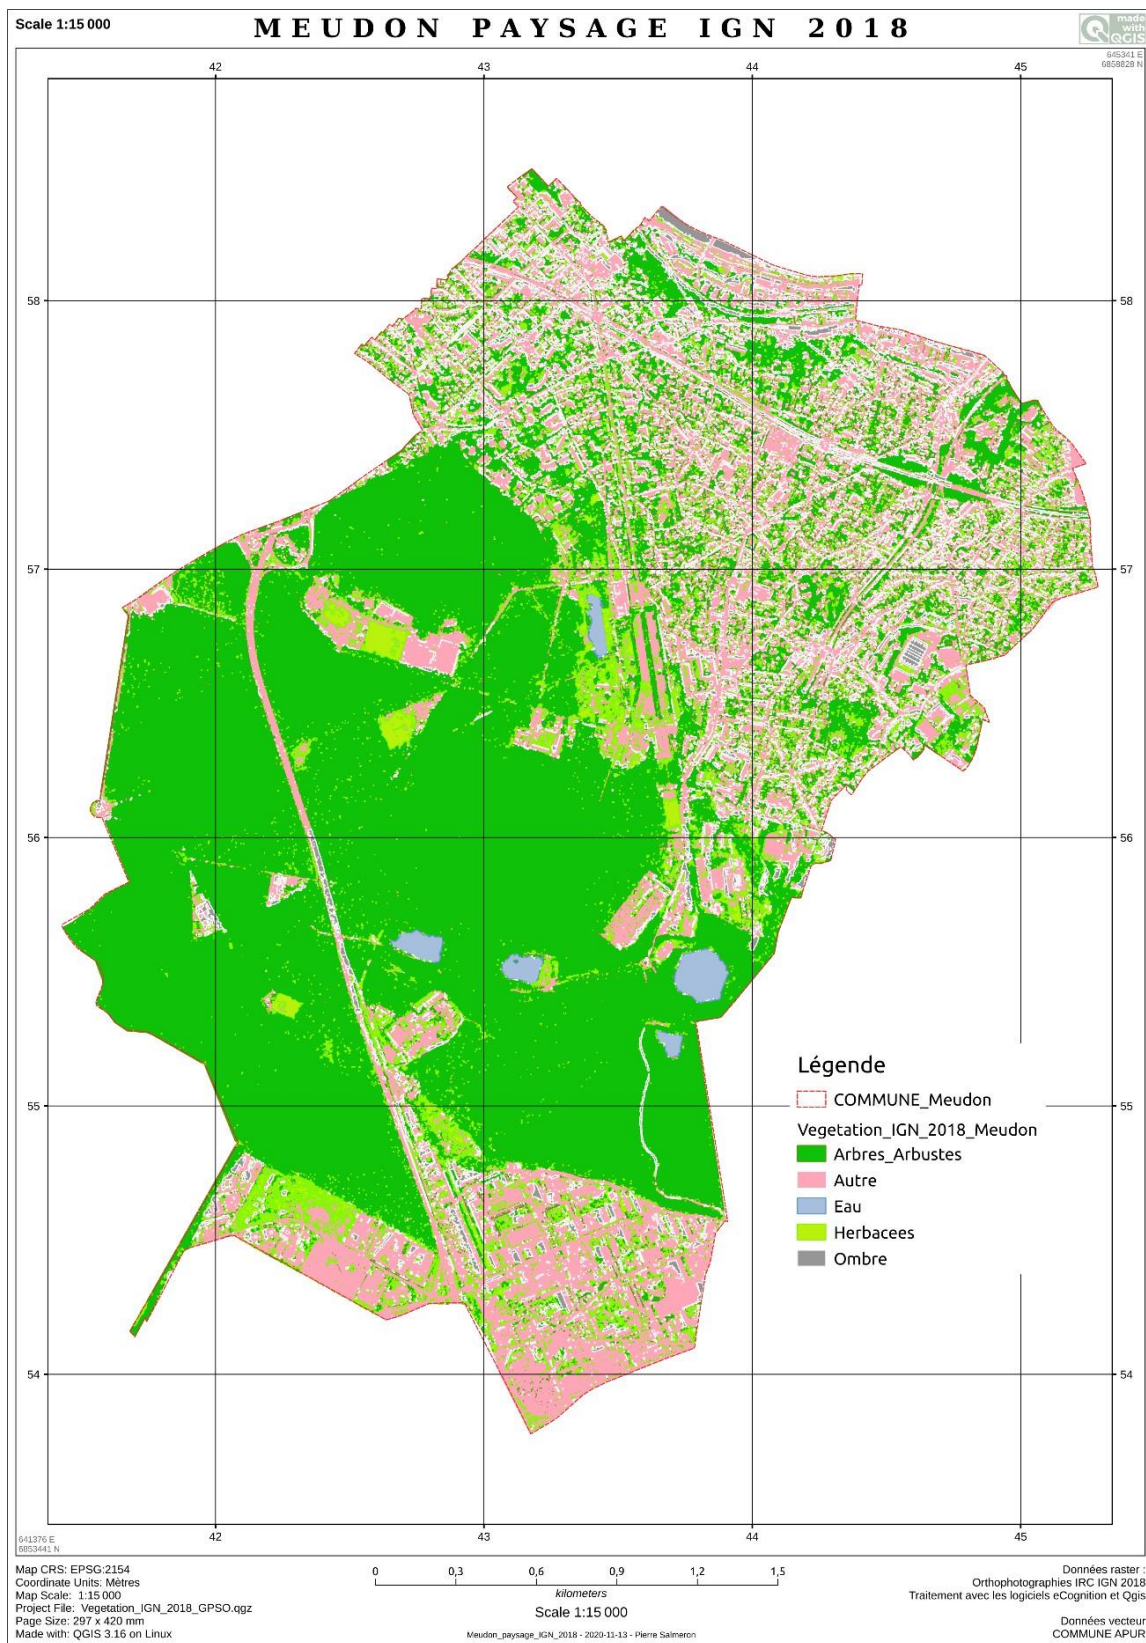 Scale 1:15 000
MEUDON PAYSAGE IGN 2018
made
with
QGIS
645341 E
6858828 N
42 43 44 45
58 58
57 57
56 56
55 55
54 54
Légende
COMMUNE_Meudon
Vegetation_IGN_2018_Meudon
Arbres_Arbustes
Autre
Eau
Herbacees
Ombre
641376 E
6853441 N
42 43 44 45
Map CRS: EPSG:2154
Coordinate Units: Mètres
Map Scale: 1:15 000
Project File: Vegetation_IGN_2018_GPSO.qgz
Page Size: 297 x 420 mm
Made with: QGIS 3.16 on Linux
0 0,3 0,6 0,9 1,2 1,5
kilometers
Scale 1:15 000
Meudon_paysage_IGN_2018 - 2020-11-13 - Pierre Salmeron
Données raster :
Orthophotographies IRC IGN 2018
Traitement avec les logiciels eCognition et Qgis
Données vecteur
COMMUNE APUR